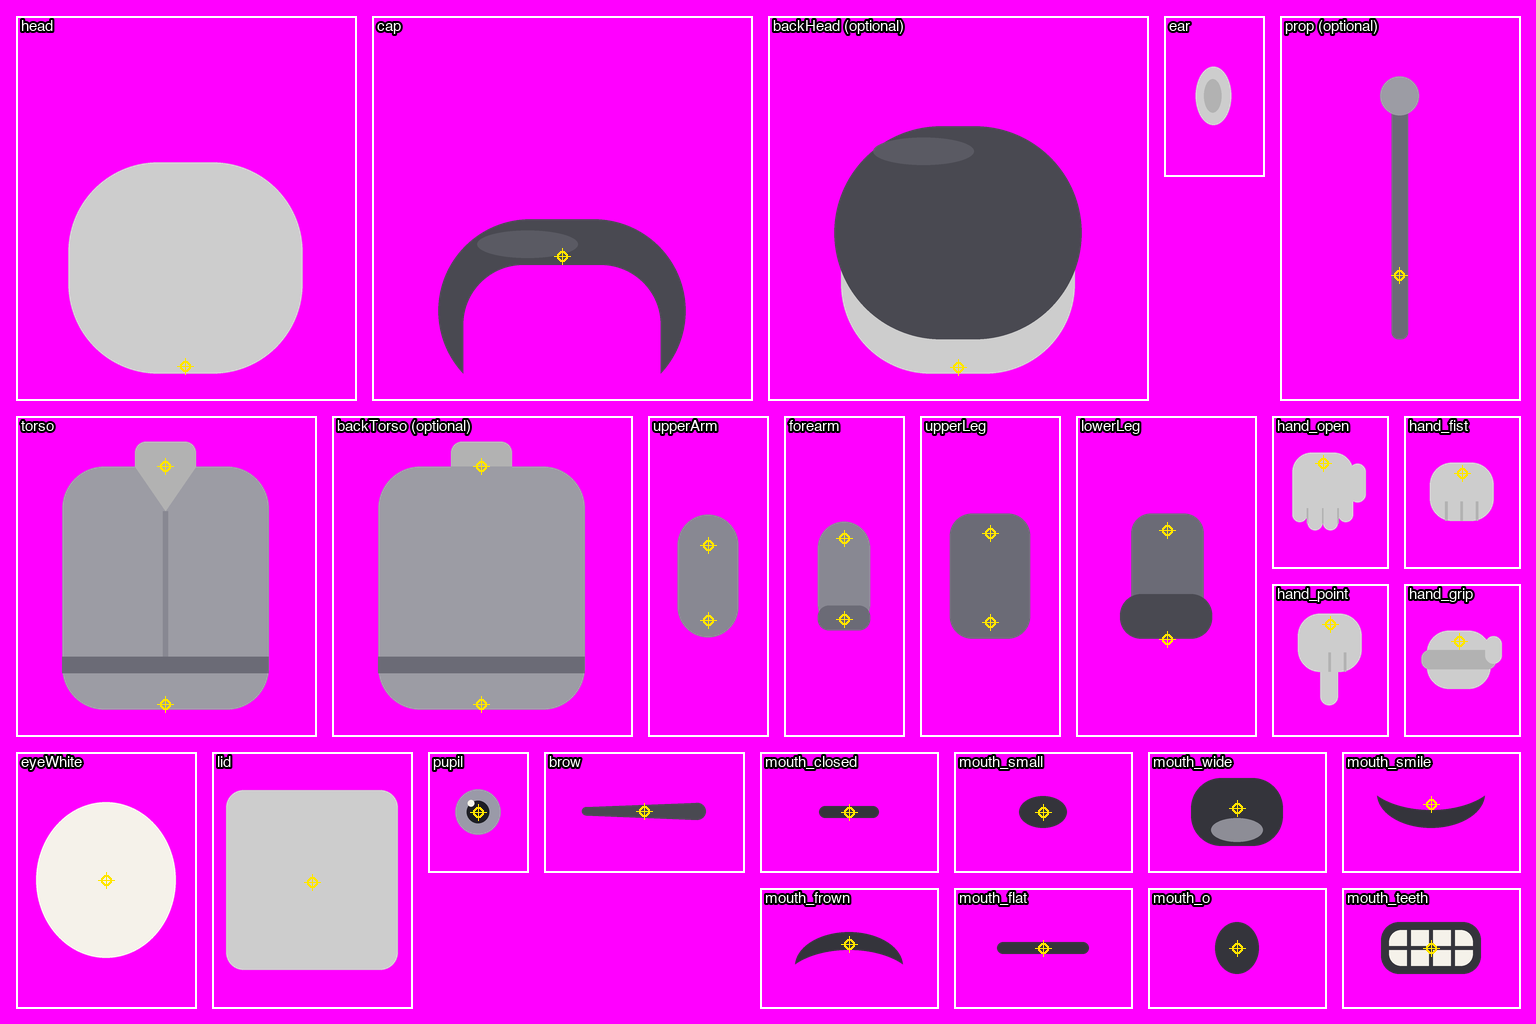 head
cap
backHead (optional)
ear
prop (optional)
torso
backTorso (optional)
upperArm
forearm
upperLeg
lowerLeg
hand_open
hand_fist
hand_point
hand_grip
eyeWhite
lid
pupil
brow
mouth_closed
mouth_small
mouth_wide
mouth_smile
mouth_frown
mouth_flat
mouth_o
mouth_teeth